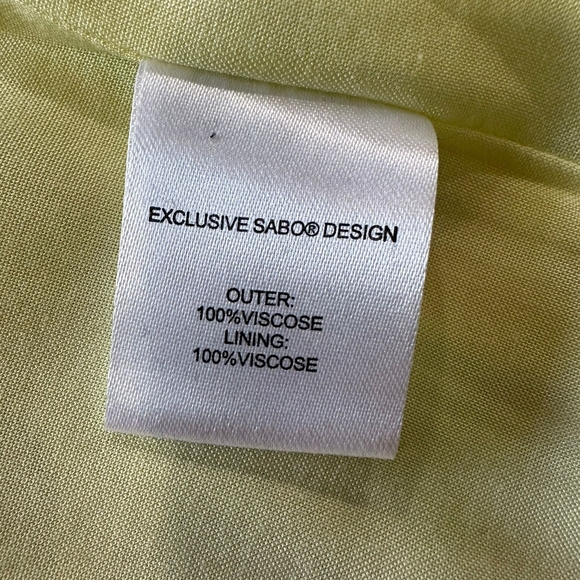 EXCLUSIVE SABO® DESIGN
OUTER:
100%VISCOSE
LINING:
100%VISCOSE